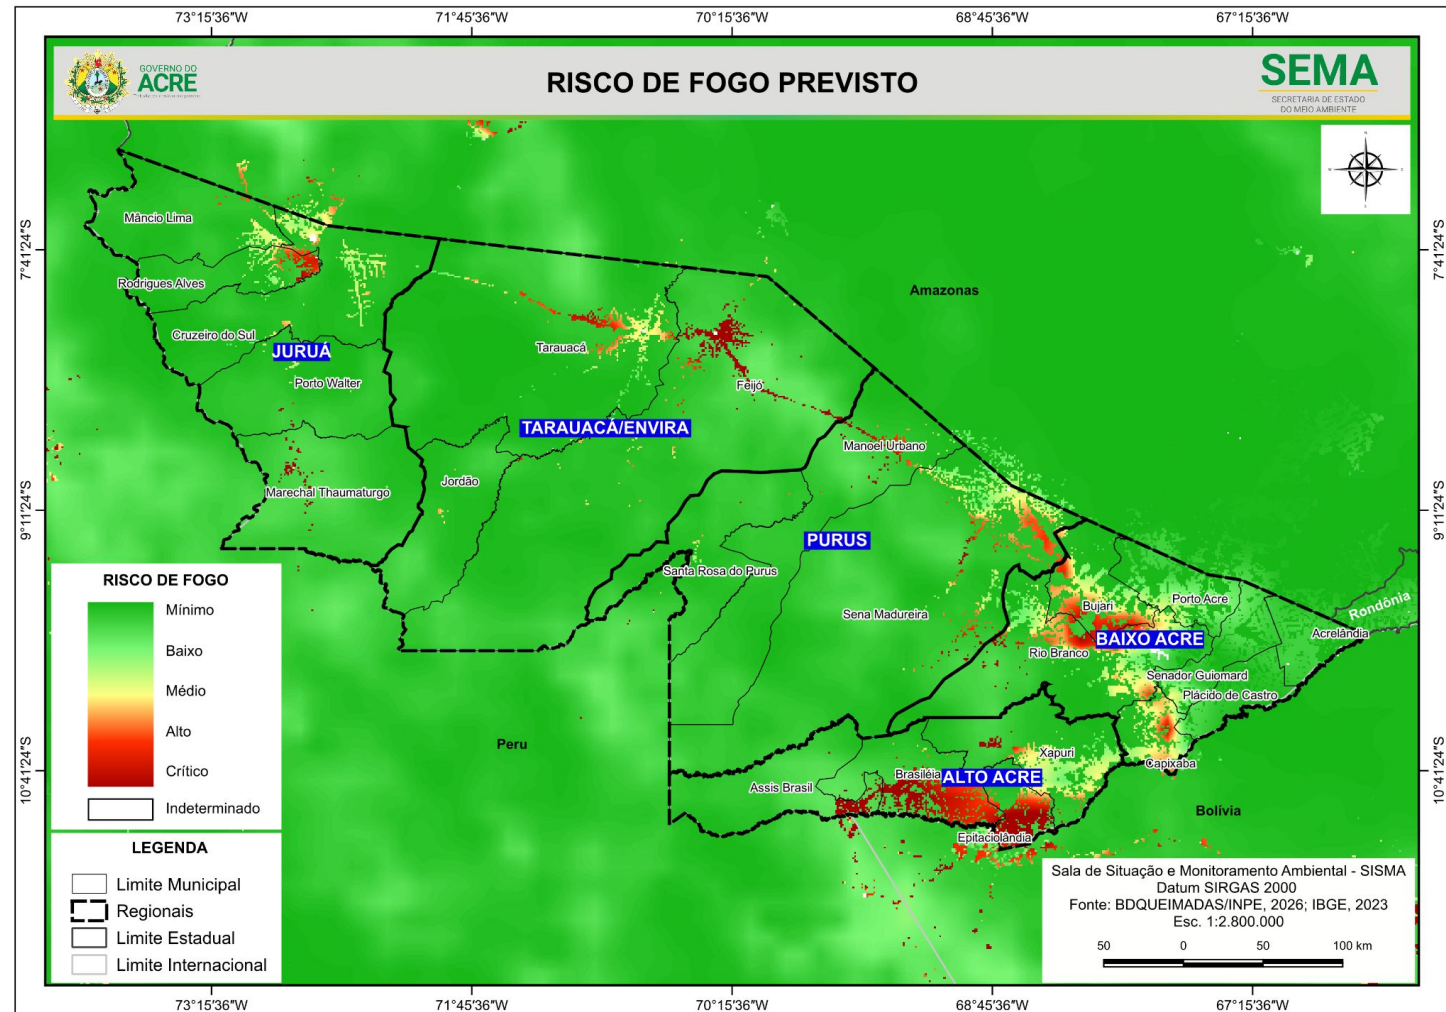 73°15'36"W
71°45'36"W
70°15'36"W
68°45'36"W
67°15'36"W
GOVERNO DO
ACRE
RISCO DE FOGO PREVISTO
SEMA
SECRETARIA DE ESTADO
DO MEIO AMBIENTE
N
7°41'24"S
7°41'24"S
Mâncio Lima
Rodrigues Alves
Cruzeiro do Sul
JURUÁ
Porto Walter
Marechal Thaumaturgo
Tarauacá
Feijó
TARAUACÁ/ENVIRA
Jordão
Amazonas
Manoel Urbano
PURUS
Santa Rosa do Purus
Sena Madureira
9°11'24"S
9°11'24"S
Bujari
Porto Acre
BAIXO ACRE
Rio Branco
Acrelândia
Rondônia
Senador Guiomard
Plácido de Castro
Capixaba
Xapuri
Brasiléia
ALTO ACRE
Assis Brasil
Epitaciolândia
Peru
Bolívia
10°41'24"S
10°41'24"S
RISCO DE FOGO
Mínimo
Baixo
Médio
Alto
Crítico
Indeterminado
LEGENDA
Limite Municipal
Regionais
Limite Estadual
Limite Internacional
Sala de Situação e Monitoramento Ambiental - SISMA
Datum SIRGAS 2000
Fonte: BDQUEIMADAS/INPE, 2026; IBGE, 2023
Esc. 1:2.800.000
50 0 50 100 km
73°15'36"W
71°45'36"W
70°15'36"W
68°45'36"W
67°15'36"W